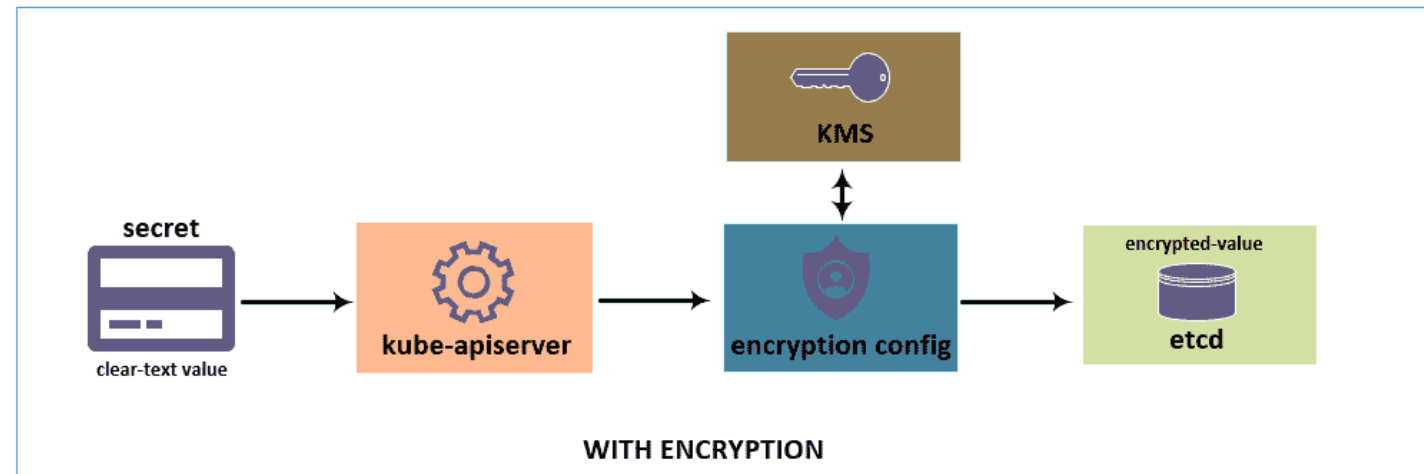 KMS
secret
clear-text value
kube-apiserver
encryption config
encrypted-value
etcd
WITH ENCRYPTION